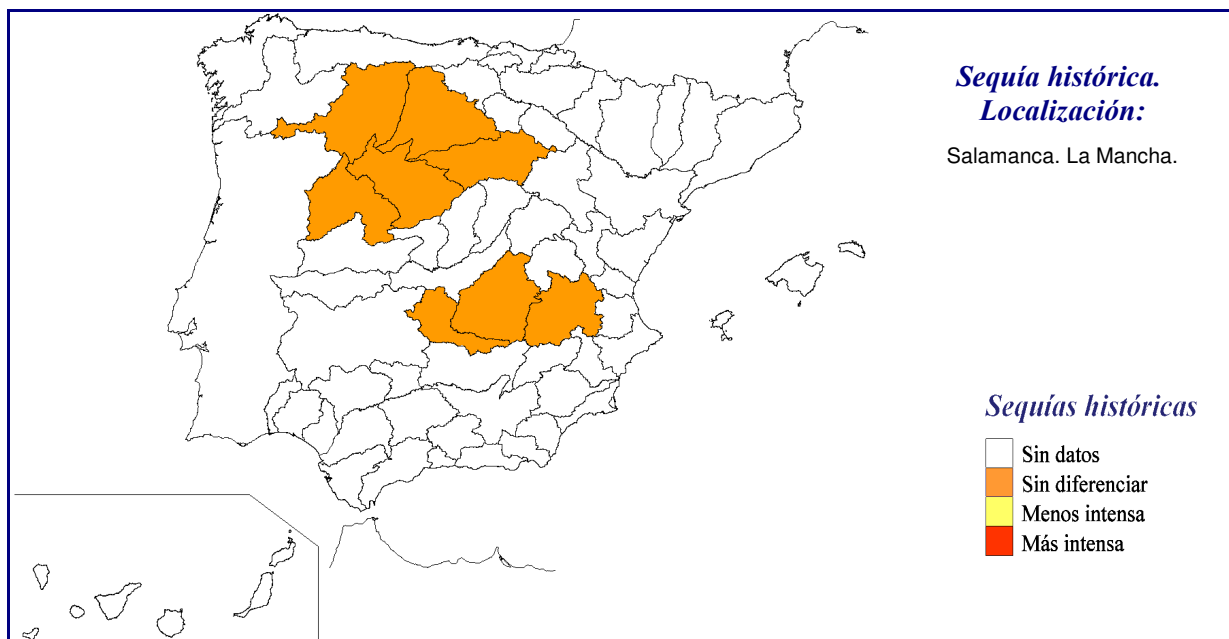 Sequía histórica.
Localización:
Salamanca. La Mancha.
Sequías históricas
Sin datos
Sin diferenciar
Menos intensa
Más intensa